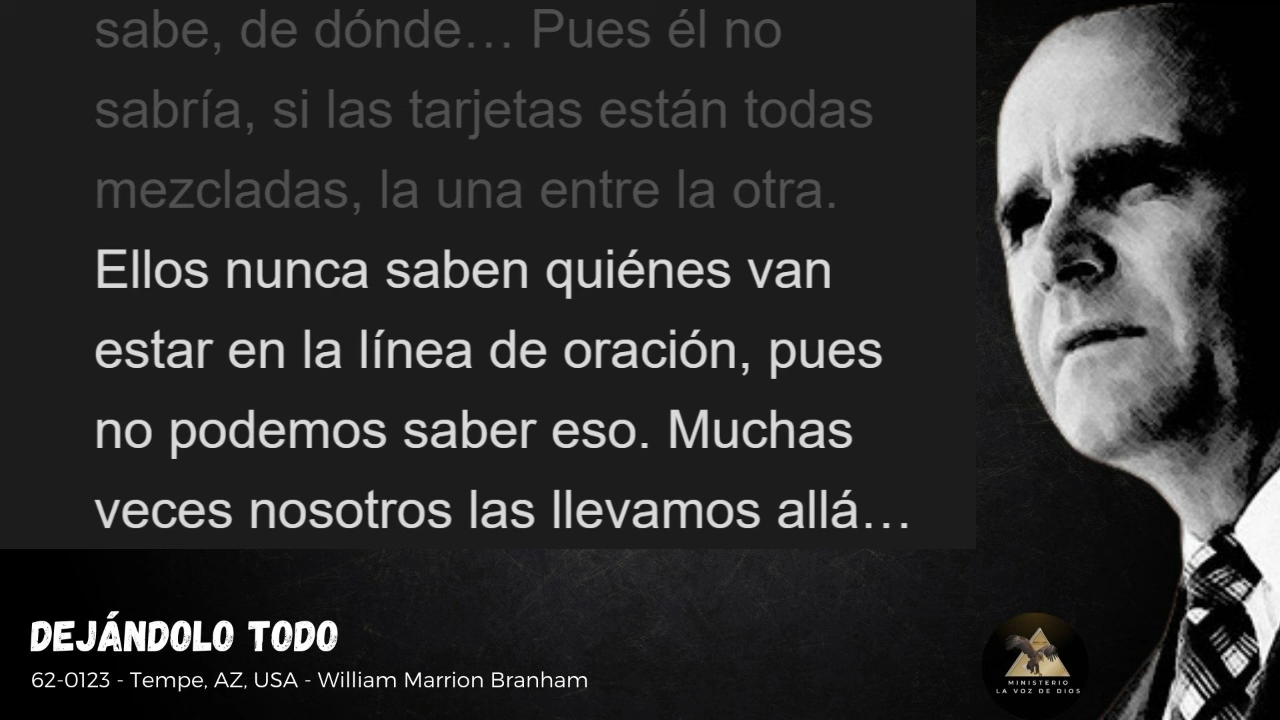 sabe, de dónde… Pues él no
sabría, si las tarjetas están todas
mezcladas, la una entre la otra.
Ellos nunca saben quiénes van
estar en la línea de oración, pues
no podemos saber eso. Muchas
veces nosotros las llevamos allá…
DEJÁNDOLO TODO
62-0123 - Tempe, AZ, USA - William Marrion Branham
MINISTERIO
LA VOZ DE DIOS